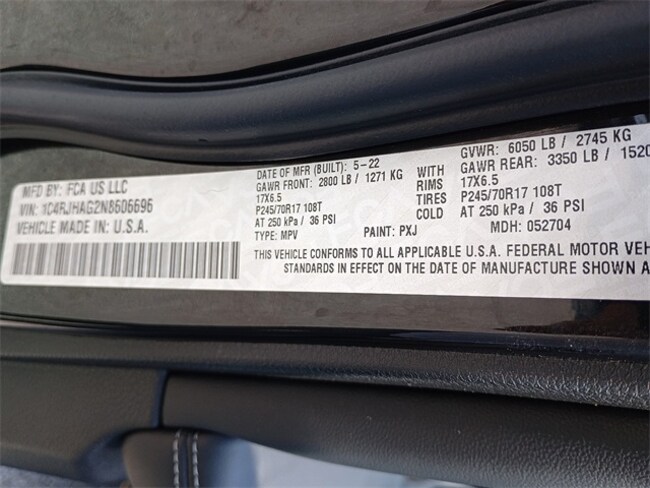 MFD BY: FCA US LLC
VIN: 1C4RJHAG2N8606696
VEHICLE MADE IN: U.S.A.
DATE OF MFR (BUILT): 5-22
GAWR FRONT: 2800 LB / 1271 KG
17X6.5
P245/70R17 108T
AT 250 kPa / 36 PSI
TYPE: MPV
PAINT: PXJ
WITH
RIMS
TIRES
COLD
GVWR: 6050 LB / 2745 KG
GAWR REAR: 3350 LB / 1520
17X6.5
P245/70R17 108T
AT 250 kPa / 36 PSI
MDH: 052704
THIS VEHICLE CONFORMS TO ALL APPLICABLE U.S.A. FEDERAL MOTOR VEH
STANDARDS IN EFFECT ON THE DATE OF MANUFACTURE SHOWN A